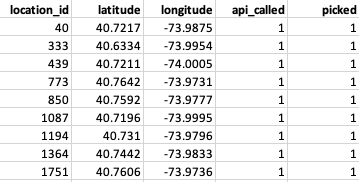 location_id latitude longitude api_called picked
40 40.7217 -73.9875 1 1
333 40.6334 -73.9954 1 1
439 40.7211 -74.0005 1 1
773 40.7642 -73.9731 1 1
850 40.7592 -73.9777 1 1
1087 40.7196 -73.9995 1 1
1194 40.731 -73.9796 1 1
1364 40.7442 -73.9833 1 1
1751 40.7606 -73.9736 1 1